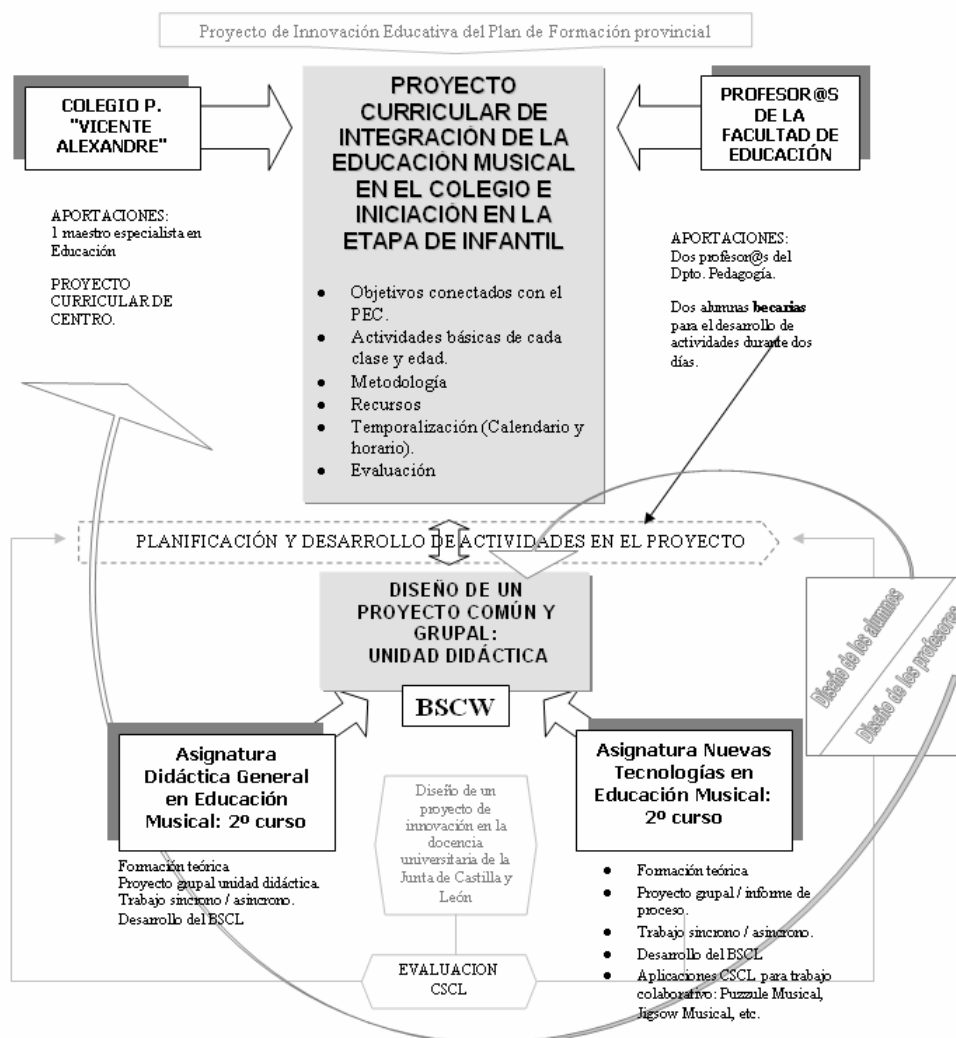 Proyecto de Innovación Educativa del Plan de Formación provincial
COLEGIO P.
"VICENTE
ALEXANDRE"
APORTACIONES:
1 maestro especialista en
Educación
PROYECTO
CURRICULAR DE
CENTRO.
PROYECTO
CURRICULAR DE
INTEGRACIÓN DE LA
EDUCACIÓN MUSICAL
EN EL COLEGIO E
INICIACIÓN EN LA
ETAPA DE INFANTIL
● Objetivos conectados con el
PEC.
● Actividades básicas de cada
clase y edad.
● Metodología
● Recursos
● Temporalización (Calendario y
horario).
● Evaluación
PROFESOR@S
DE LA
FACULTAD DE
EDUCACIÓN
APORTACIONES:
Dos profesor@s del
Dpto. Pedagogía.
Dos alumnas becarias
para el desarrollo de
actividades durante dos
días.
PLANIFICACIÓN Y DESARROLLO DE ACTIVIDADES EN EL PROYECTO
DISEÑO DE UN
PROYECTO COMÚN Y
GRUPAL:
UNIDAD DIDÁCTICA
BSCW
Diseño de los alumnos
Diseño de los profesores
Asignatura
Didáctica General
en Educación
Musical: 2º curso
Formación teórica
Proyecto grupal unidad didáctica.
Trabajo síncrono / asíncrono.
Desarrollo del BSCL
Diseño de un
proyecto de
innovación en la
docencia
universitaria de la
Junta de Castilla y
León
EVALUACION
CSCL
Asignatura Nuevas
Tecnologías en
Educación Musical:
2º curso
● Formación teórica
● Proyecto grupal / informe de
proceso.
● Trabajo síncrono / asíncrono.
● Desarrollo del BSCL
● Aplicaciones CSCL para trabajo
colaborativo: Puzzule Musical,
Jigsow Musical, etc.